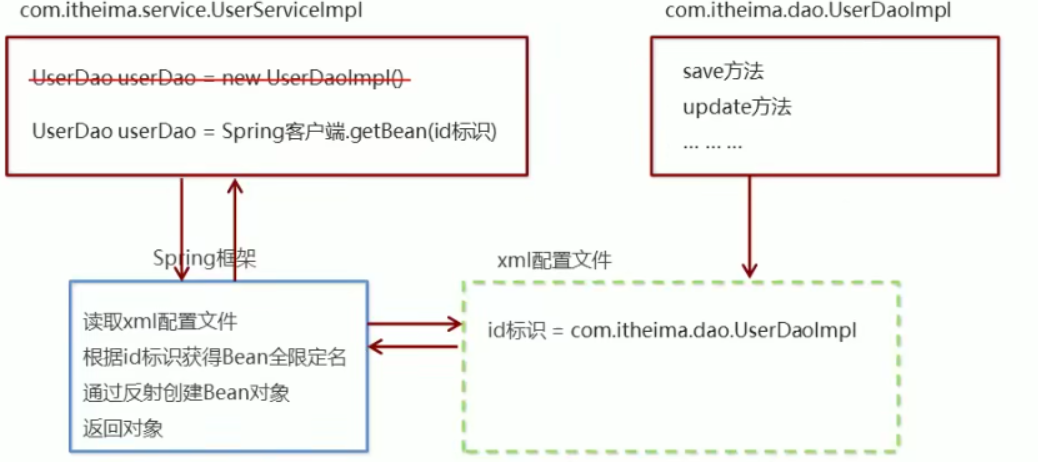 com.itheima.service.UserServiceImpl
UserDao userDao = new UserDaoImpl()
UserDao userDao = Spring客户端.getBean(id标识)
com.itheima.dao.UserDaoImpl
save方法
update方法
... ... ...
Spring框架
读取xml配置文件
根据id标识获得Bean全限定名
通过反射创建Bean对象
返回对象
xml配置文件
id标识 = com.itheima.dao.UserDaoImpl